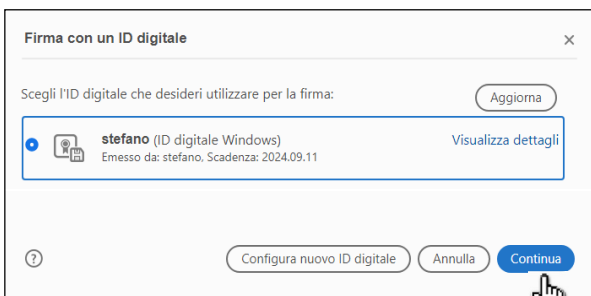 Firma con un ID digitale
Scegli l'ID digitale che desideri utilizzare per la firma:
Aggiorna
stefano (ID digitale Windows)
Visualizza dettagli
Emesso da: stefano, Scadenza: 2024.09.11
?
Configura nuovo ID digitale
Annulla
Continua